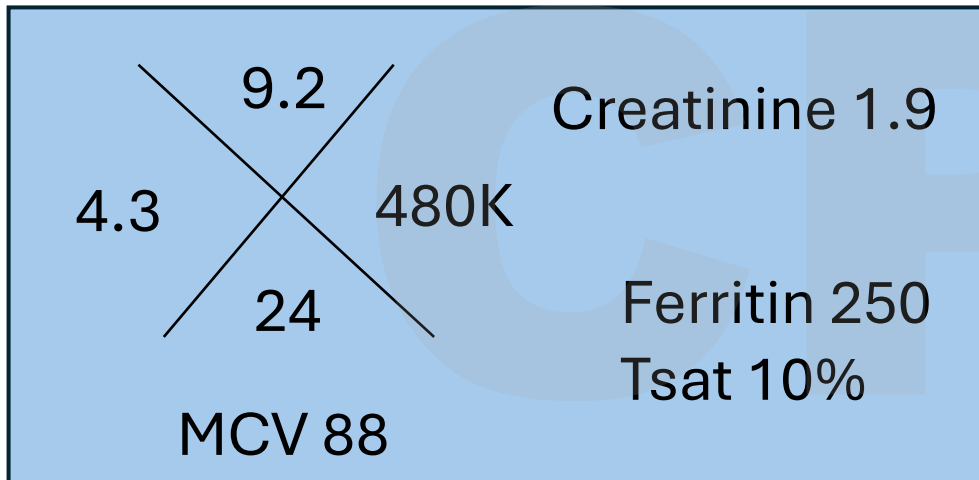 9.2
Creatinine 1.9
4.3
480K
24
Ferritin 250
Tsat 10%
MCV 88